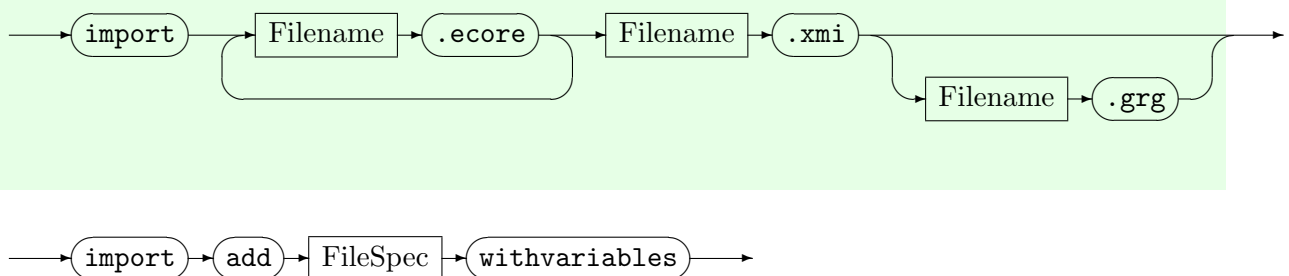 import Filename .ecore Filename .xmi
Filename .grg
import add FileSpec withvariables